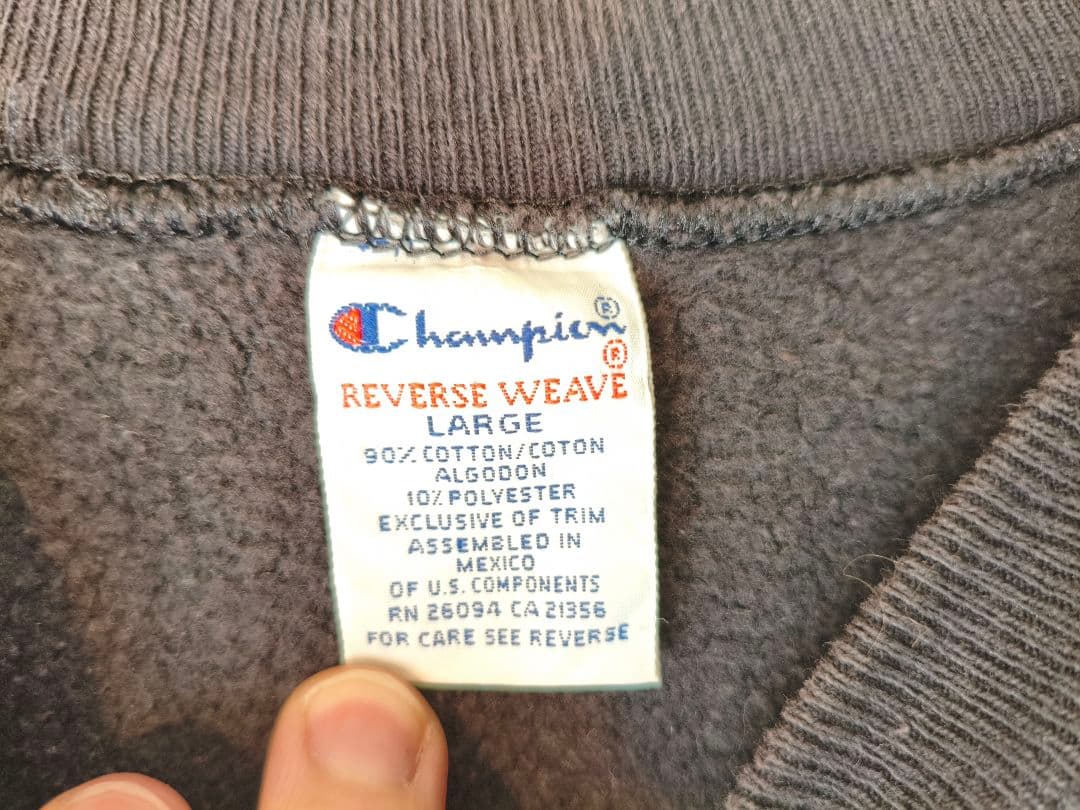 Champion®
REVERSE WEAVE®
LARGE
90% COTTON/COTON
ALGODON
10% POLYESTER
EXCLUSIVE OF TRIM
ASSEMBLED IN
MEXICO
OF U.S. COMPONENTS
RN 26094 CA 21356
FOR CARE SEE REVERSE